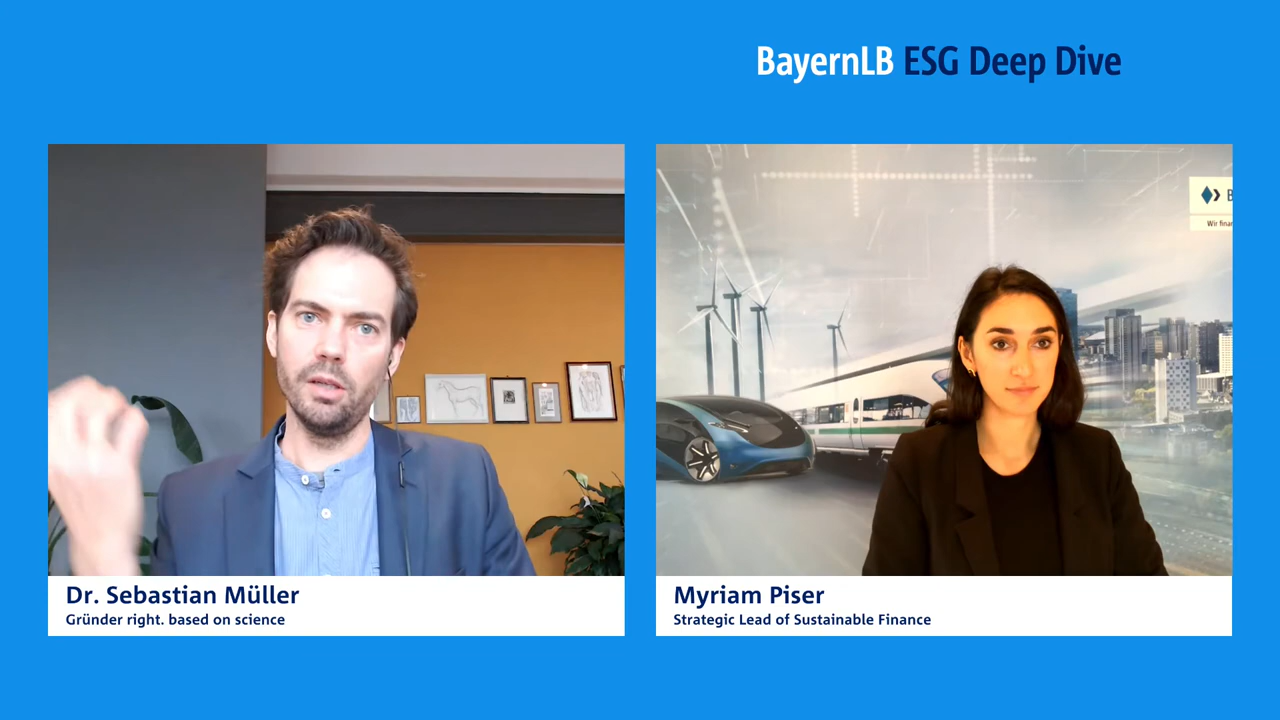 BayernLB ESG Deep Dive
Wir
Dr. Sebastian Müller
Gründer right. based on science
Myriam Piser
Strategic Lead of Sustainable Finance